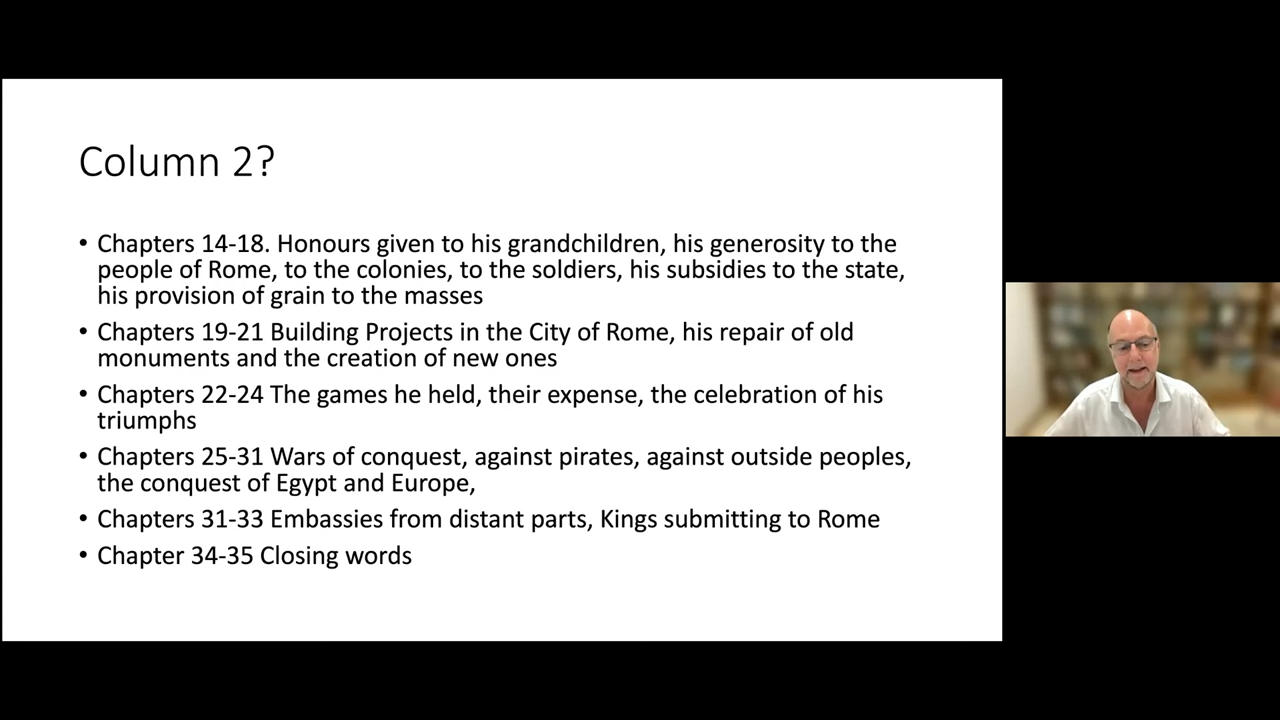 Column 2?
• Chapters 14-18. Honours given to his grandchildren, his generosity to the
people of Rome, to the colonies, to the soldiers, his subsidies to the state,
his provision of grain to the masses
• Chapters 19-21 Building Projects in the City of Rome, his repair of old
monuments and the creation of new ones
• Chapters 22-24 The games he held, their expense, the celebration of his
triumphs
• Chapters 25-31 Wars of conquest, against pirates, against outside peoples,
the conquest of Egypt and Europe,
• Chapters 31-33 Embassies from distant parts, Kings submitting to Rome
• Chapter 34-35 Closing words